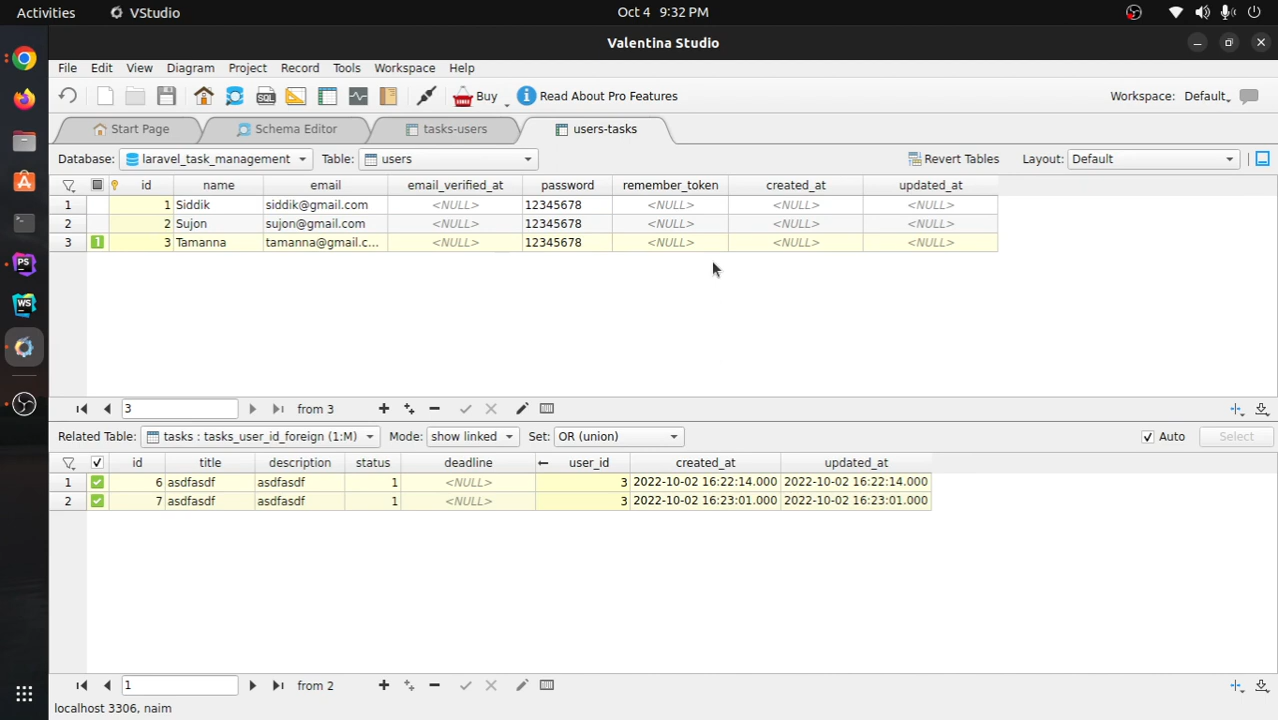 Activities VStudio Oct 4 9:32 PM
Valentina Studio
File Edit View Diagram Project Record Tools Workspace Help
SQL Buy Read About Pro Features Workspace: Default
Start Page Schema Editor tasks-users users-tasks
Database: laravel_task_management Table: users Revert Tables Layout: Default
id name email email_verified_at password remember_token created_at updated_at
1 1 Siddik siddik@gmail.com <NULL> 12345678 <NULL> <NULL> <NULL>
2 2 Sujon sujon@gmail.com <NULL> 12345678 <NULL> <NULL> <NULL>
3 1 3 Tamanna tamanna@gmail.c... <NULL> 12345678 <NULL> <NULL> <NULL>
3 from 3
Related Table: tasks : tasks_user_id_foreign (1:M) Mode: show linked Set: OR (union) Auto Select
id title description status deadline user_id created_at updated_at
1 6 asdfasdf asdfasdf 1 <NULL> 3 2022-10-02 16:22:14.000 2022-10-02 16:22:14.000
2 7 asdfasdf asdfasdf 1 <NULL> 3 2022-10-02 16:23:01.000 2022-10-02 16:23:01.000
1 from 2
localhost 3306, naim
PS
WS